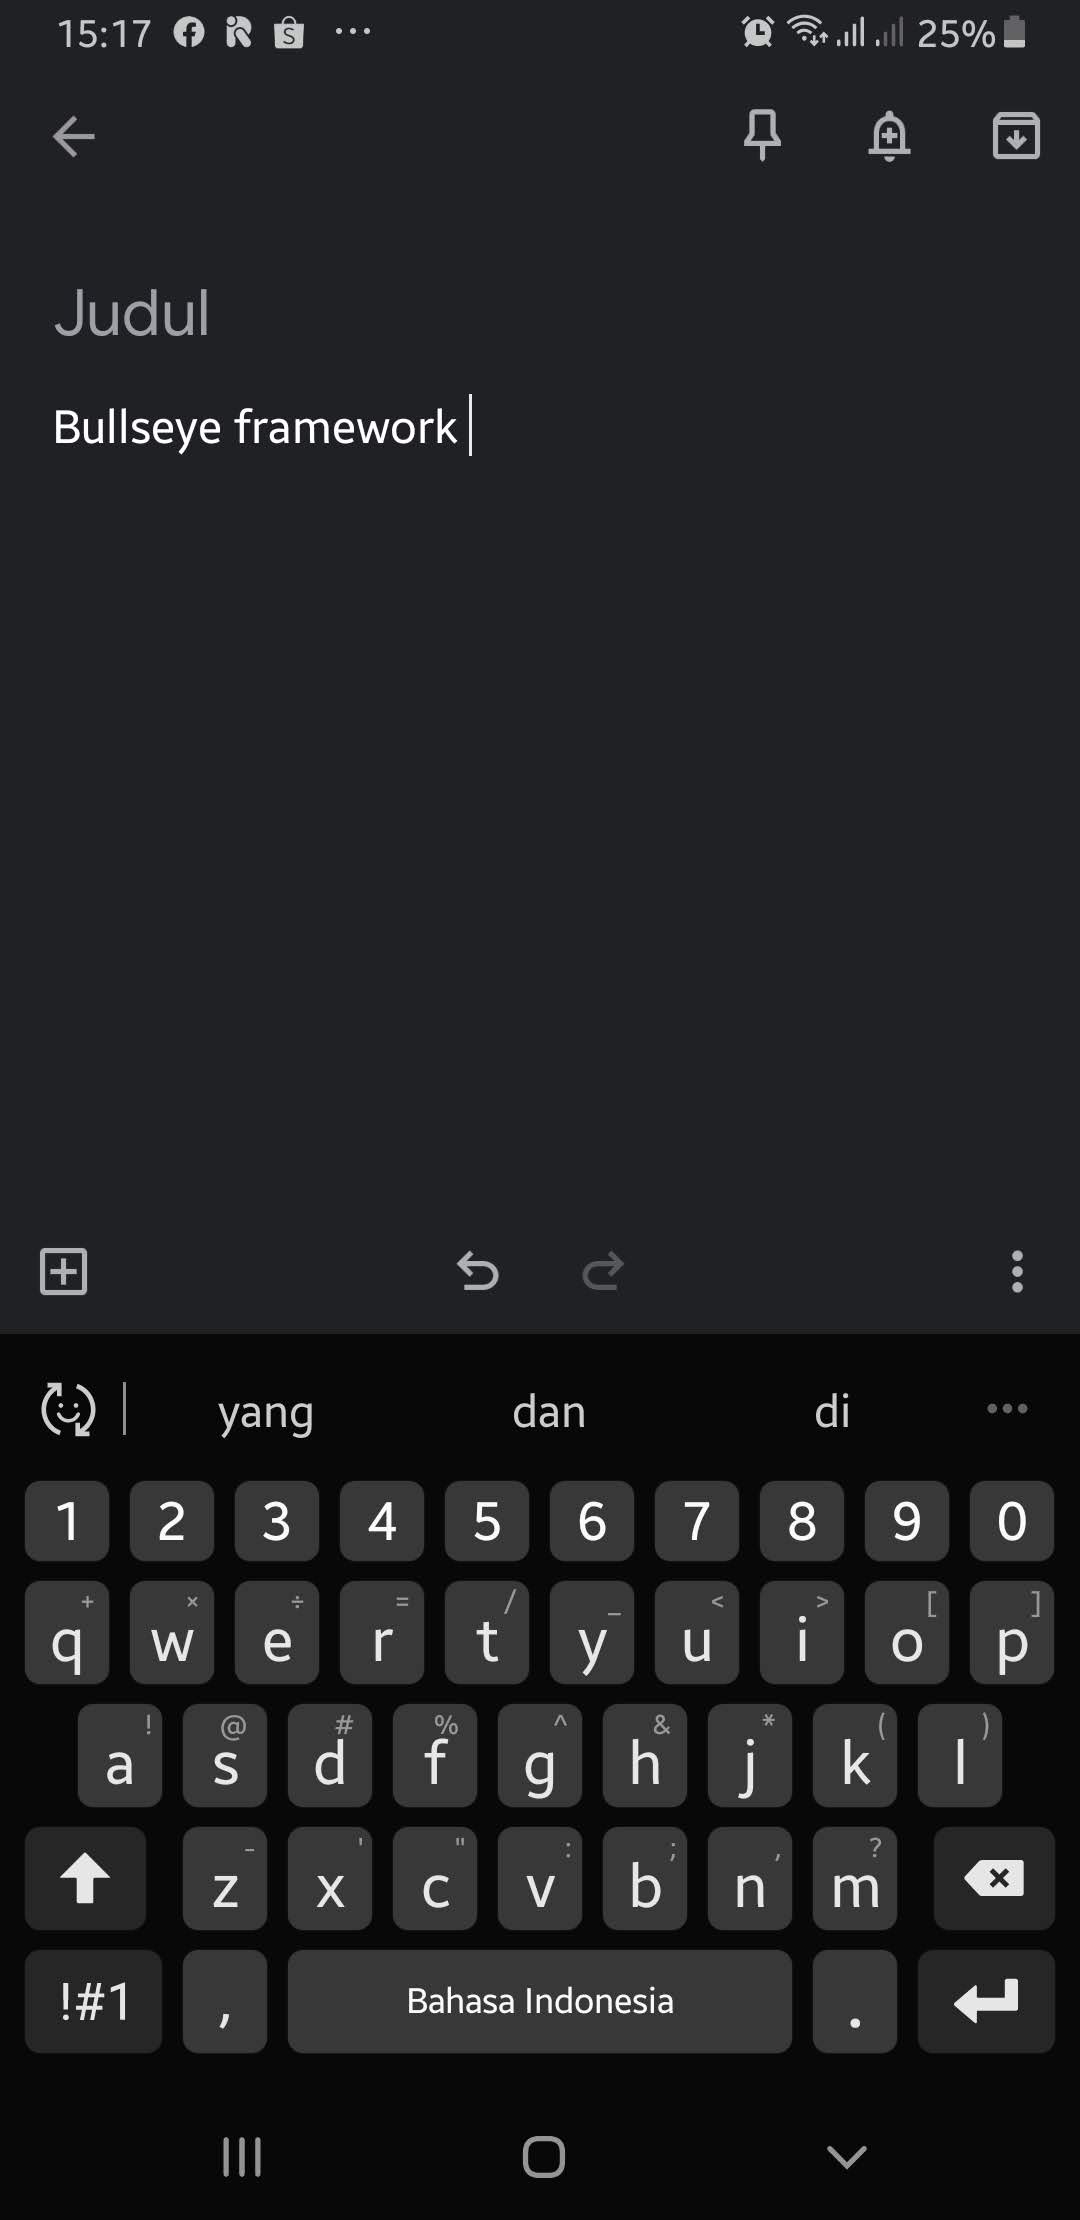 15:17 25%
Judul
Bullseye framework
yang dan di
1 2 3 4 5 6 7 8 9 0
+ × ÷ = / _ < > [ ]
q w e r t y u i o p
! @ # % ^ & * ( )
a s d f g h j k l
- ' " : ; , ?
z x c v b n m
!#1 , Bahasa Indonesia .